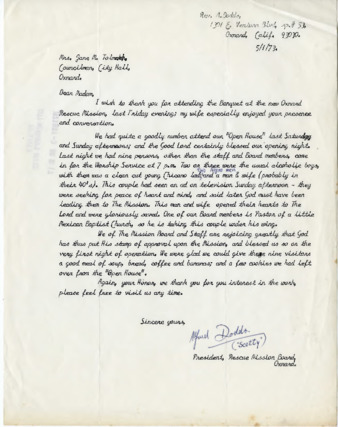 Oxnard, Calif. 93030.
5/1/73.
Mrs. Jane M. Tolmach,
Councilman, City Hall,
Oxnard.
Dear Madam,
I wish to thank you for attending the Banquet at the new Oxnard
Rescue Mission, last Friday evening; my wife especially enjoyed your presence
and conversation.
We had quite a goodly number attend our "Open House" last Saturday
and Sunday afternoons; and the Good Lord certainly blessed our opening night.
Last night we had nine persons, other than the staff and Board members, come
in for the Worship Service at 7 p.m. Two or three were the usual alcoholic boys,
with them was a clean cut young Chicano lad, and a man & wife (probably in
their 40's). This couple had seen an ad on television Sunday afternoon - they
were seeking for peace of heart and mind, and must later God must have been
leading them to The Mission. This man and wife opened their hearts to The
Lord and were gloriously saved. One of our Board members is Pastor of a little
Mexican Baptist Church, so he is taking this couple under his wing.
We of The Mission Board and Staff are rejoicing greatly that God
has thus put His stamp of approval upon the Mission, and blessed us so on the
very first night of operation. We were glad we could give these nine visitors
a good meal of soup, bread, coffee and bananas; and a few cookies we had left
over from the "Open House".
Again, your Honor, we thank you for you interest in the work,
please feel free to visit us any time.
Sincere yours,
Alfred Dodds
('Scotty')
President, Rescue Mission Board,
Oxnard.